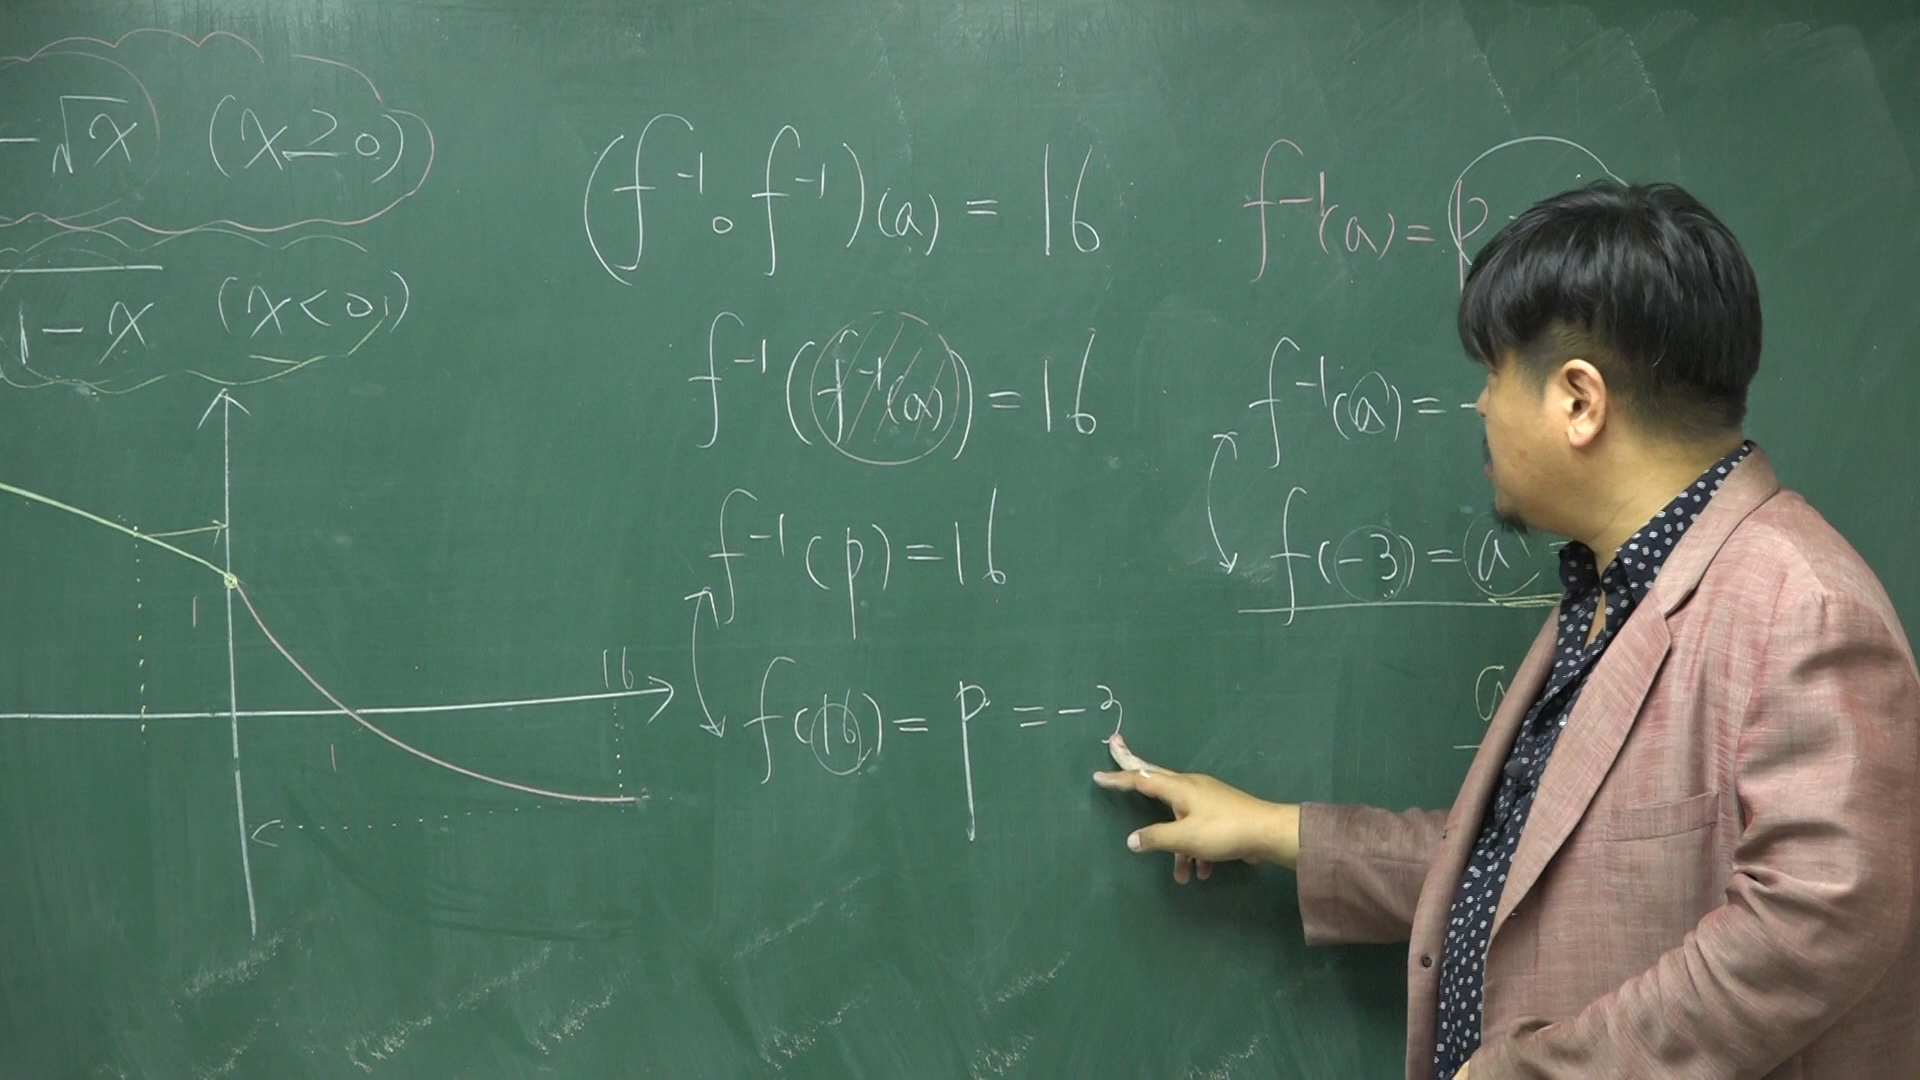 -√x (x≥0)
1-x (x<0)
1
1
16
(f⁻¹∘f⁻¹)(a)=16
f⁻¹(f⁻¹(a))=16
f⁻¹(p)=16
f(16)=p=-3
f⁻¹(a)=p
f⁻¹(a)=-
f(-3)=a
a